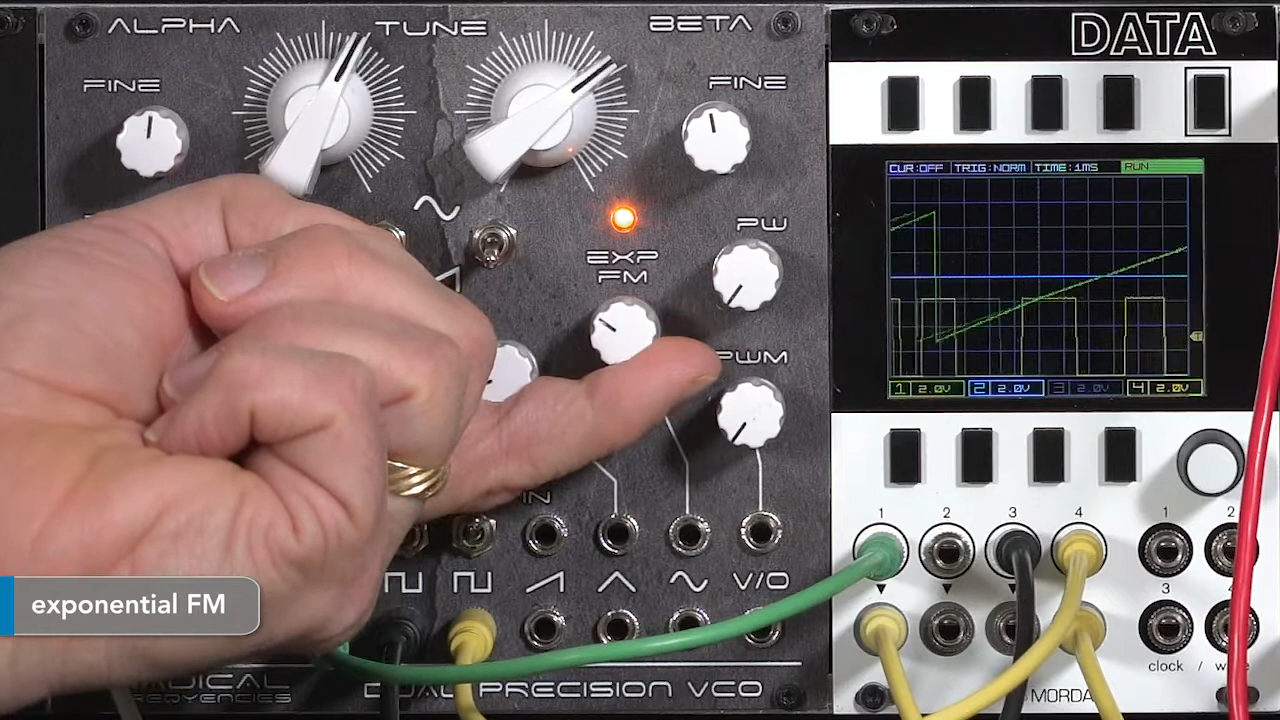 ALPHA
TUNE
BETA
FINE
FINE
EXP
FM
PW
PWM
IN
V/O
DUAL PRECISION VCO
DATA
CUR:OFF TRIG:NORM TIME:1MS RUN
1 2.0V 2 2.0V 3 2.0V 4 2.0V
1 2 3 4
1 2
3
clock /
MORDA
exponential FM